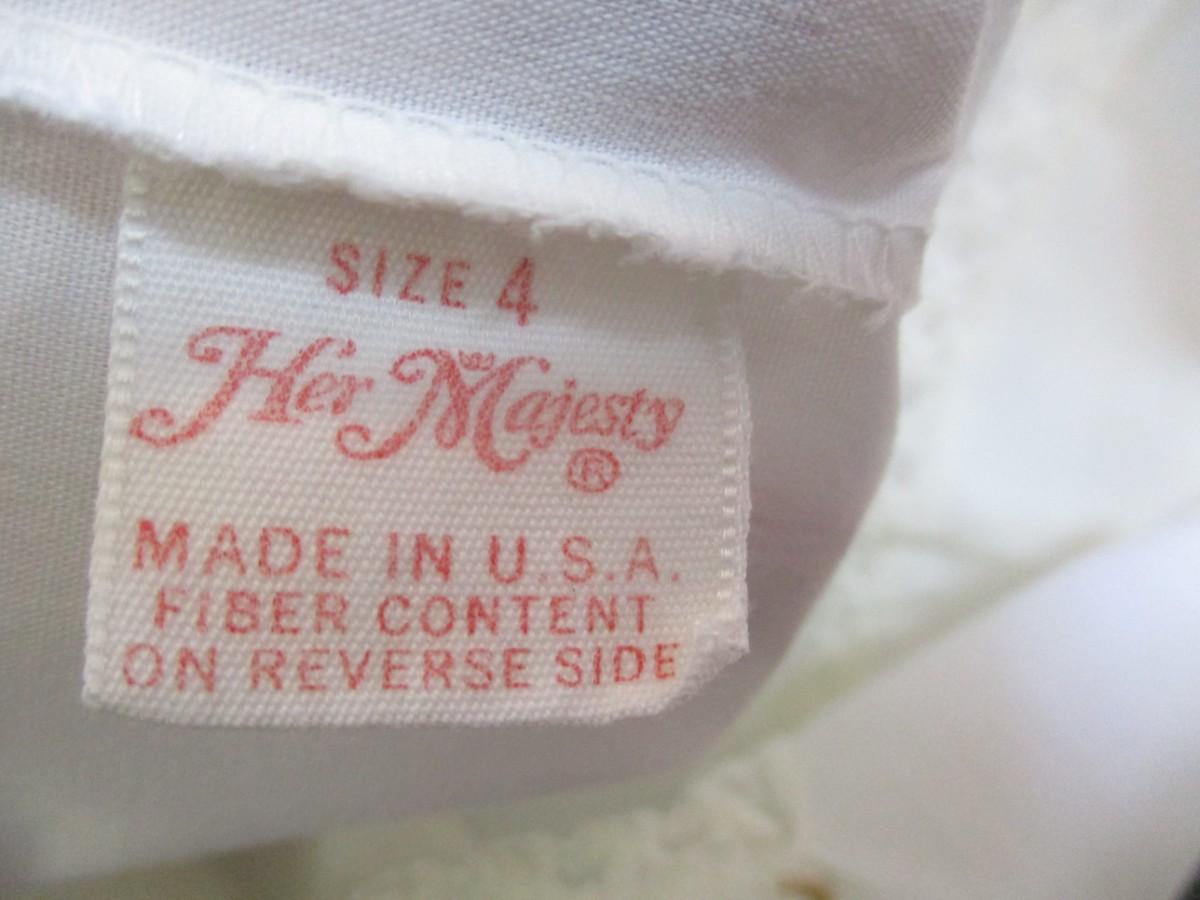 SIZE 4
Her Majesty
®
MADE IN U.S.A.
FIBER CONTENT
ON REVERSE SIDE